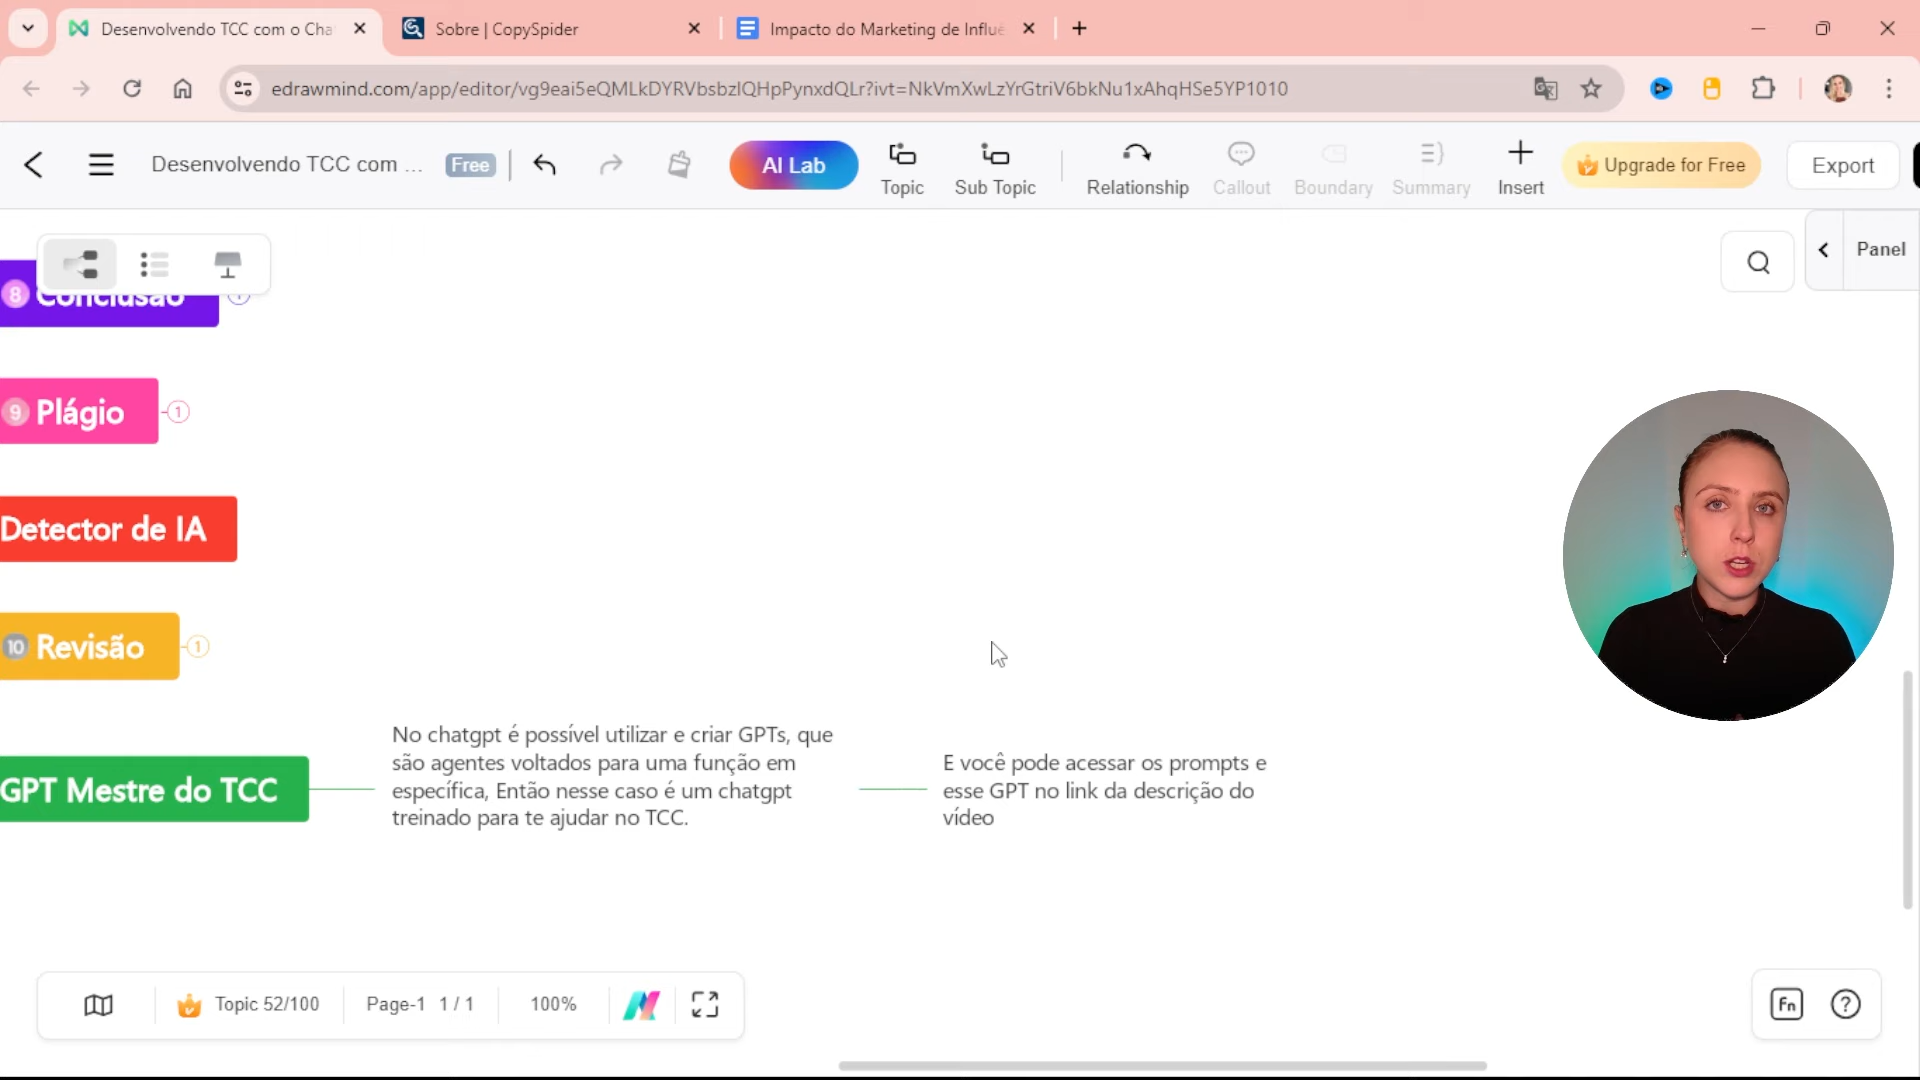 Desenvolvendo TCC com o Cha
Sobre | CopySpider
Impacto do Marketing de Influê
edrawmind.com/app/editor/vg9eai5eQMLkDYRVbsbzIQHpPynxdQLr?ivt=NkVmXwLzYrGtriV6bkNu1xAhqHSe5YP1010
Desenvolvendo TCC com ...
Free
AI Lab
Topic
Sub Topic
Relationship
Callout
Boundary
Summary
Insert
Upgrade for Free
Export
Panel
8 Conclusão
1
9 Plágio
1
Detector de IA
10 Revisão
1
GPT Mestre do TCC
No chatgpt é possível utilizar e criar GPTs, que
são agentes voltados para uma função em
específica, Então nesse caso é um chatgpt
treinado para te ajudar no TCC.
E você pode acessar os prompts e
esse GPT no link da descrição do
vídeo
Topic 52/100
Page-1 1 / 1
100%
Fn